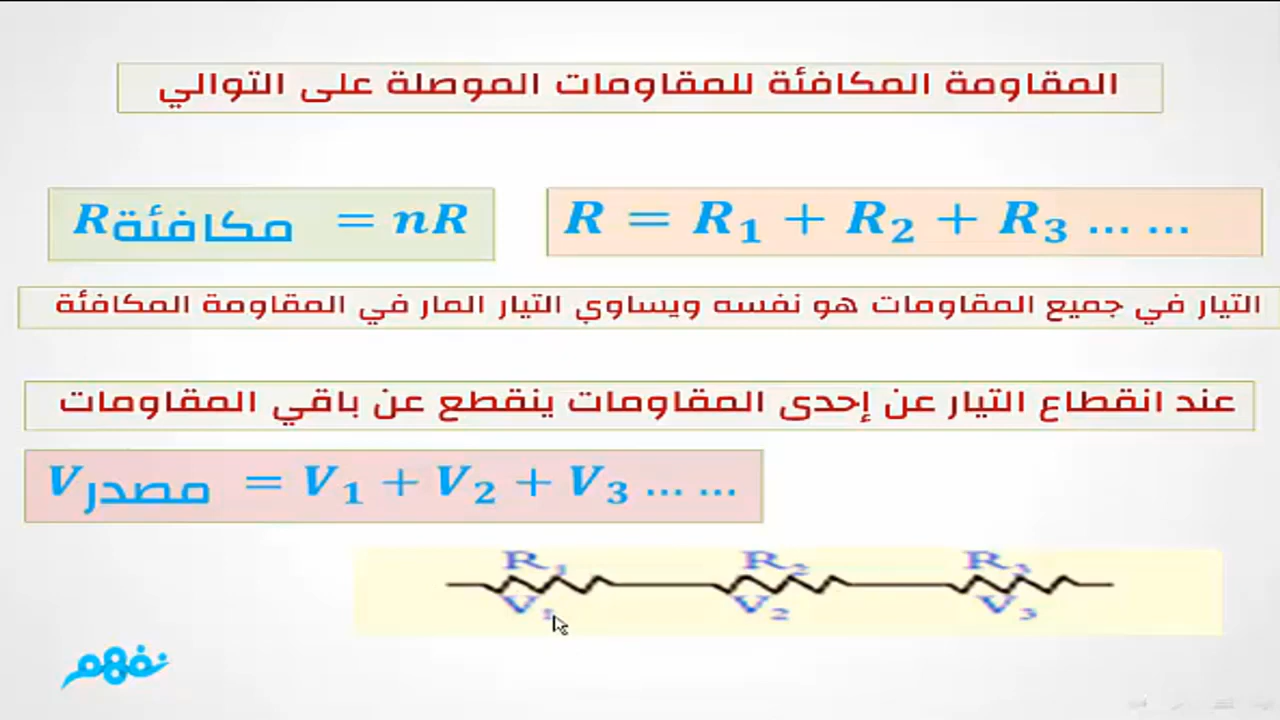 المقاومة المكافئة للمقاومات الموصلة على التوالي
R = R₁ + R₂ + R₃ ... ...
R مكافئة = nR
التيار في جميع المقاومات هو نفسه ويساوي التيار المار في المقاومة المكافئة
عند انقطاع التيار عن إحدى المقاومات ينقطع عن باقي المقاومات
V مصدر = V₁ + V₂ + V₃ ... ...
R₁ R₂ R₃
V₁ V₂ V₃
نفهم